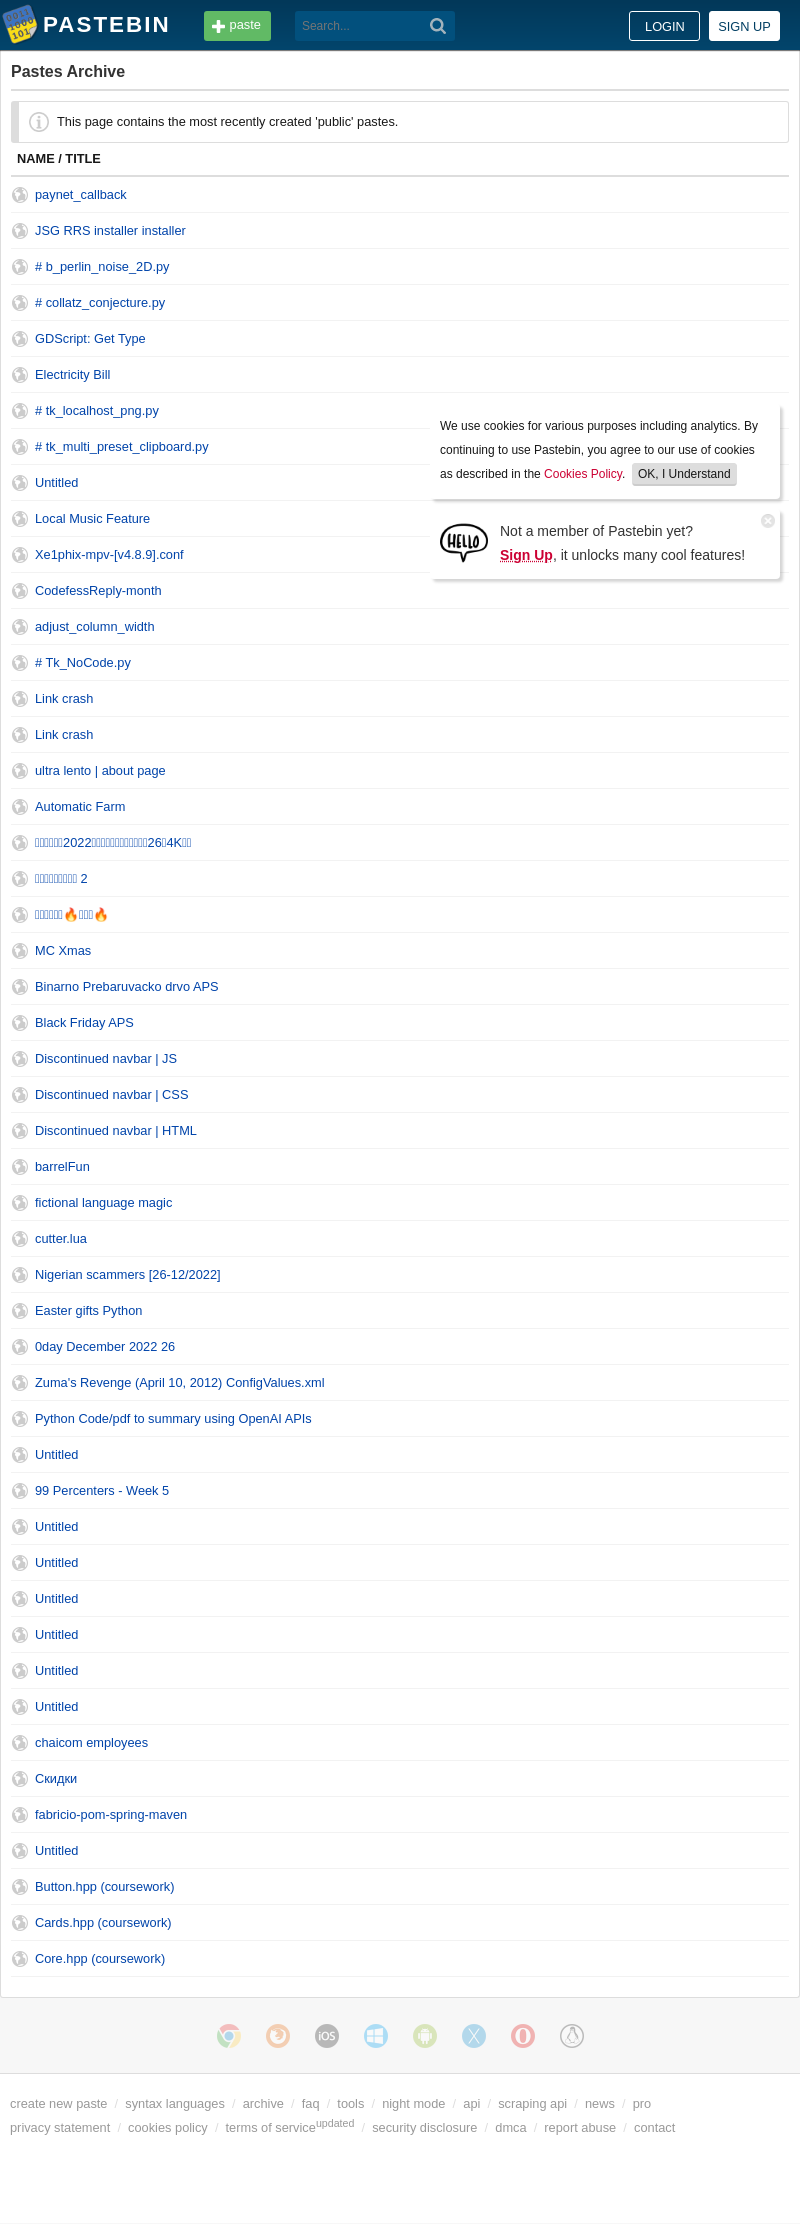 PASTEBIN
paste
Search...
LOGIN
SIGN UP
Pastes Archive
This page contains the most recently created 'public' pastes.
NAME / TITLE
paynet_callback
JSG RRS installer installer
# b_perlin_noise_2D.py
# collatz_conjecture.py
GDScript: Get Type
Electricity Bill
# tk_localhost_png.py
# tk_multi_preset_clipboard.py
Untitled
Local Music Feature
Xe1phix-mpv-[v4.8.9].conf
CodefessReply-month
adjust_column_width
# Tk_NoCode.py
Link crash
Link crash
ultra lento | about page
Automatic Farm
2022 26 4K
2
🔥 🔥
MC Xmas
Binarno Prebaruvacko drvo APS
Black Friday APS
Discontinued navbar | JS
Discontinued navbar | CSS
Discontinued navbar | HTML
barrelFun
fictional language magic
cutter.lua
Nigerian scammers [26-12/2022]
Easter gifts Python
0day December 2022 26
Zuma's Revenge (April 10, 2012) ConfigValues.xml
Python Code/pdf to summary using OpenAI APIs
Untitled
99 Percenters - Week 5
Untitled
Untitled
Untitled
Untitled
Untitled
Untitled
chaicom employees
Скидки
fabricio-pom-spring-maven
Untitled
Button.hpp (coursework)
Cards.hpp (coursework)
Core.hpp (coursework)
We use cookies for various purposes including analytics. By
continuing to use Pastebin, you agree to our use of cookies
as described in the Cookies Policy. OK, I Understand
HELLO
Not a member of Pastebin yet?
Sign Up, it unlocks many cool features!
iOS
create new paste / syntax languages / archive / faq / tools / night mode / api / scraping api / news / pro
privacy statement / cookies policy / terms of service updated / security disclosure / dmca / report abuse / contact